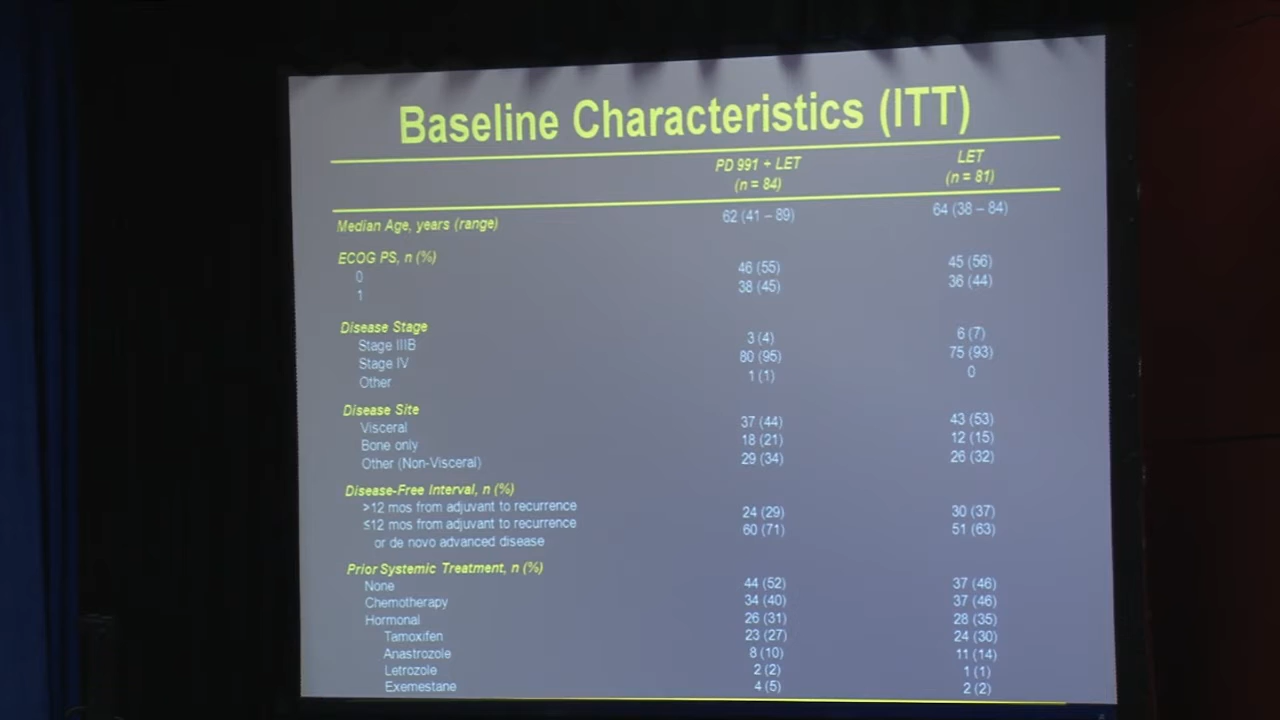 Baseline Characteristics (ITT)
PD 991 + LET LET
(n = 84) (n = 81)
Median Age, years (range) 62 (41 – 89) 64 (38 – 84)
ECOG PS, n (%)
0 46 (55) 45 (56)
1 38 (45) 36 (44)
Disease Stage
Stage IIIB 3 (4) 6 (7)
Stage IV 80 (95) 75 (93)
Other 1 (1) 0
Disease Site
Visceral 37 (44) 43 (53)
Bone only 18 (21) 12 (15)
Other (Non-Visceral) 29 (34) 26 (32)
Disease-Free Interval, n (%)
>12 mos from adjuvant to recurrence 24 (29) 30 (37)
≤12 mos from adjuvant to recurrence 60 (71) 51 (63)
or de novo advanced disease
Prior Systemic Treatment, n (%)
None 44 (52) 37 (46)
Chemotherapy 34 (40) 37 (46)
Hormonal 26 (31) 28 (35)
Tamoxifen 23 (27) 24 (30)
Anastrozole 8 (10) 11 (14)
Letrozole 2 (2) 1 (1)
Exemestane 4 (5) 2 (2)